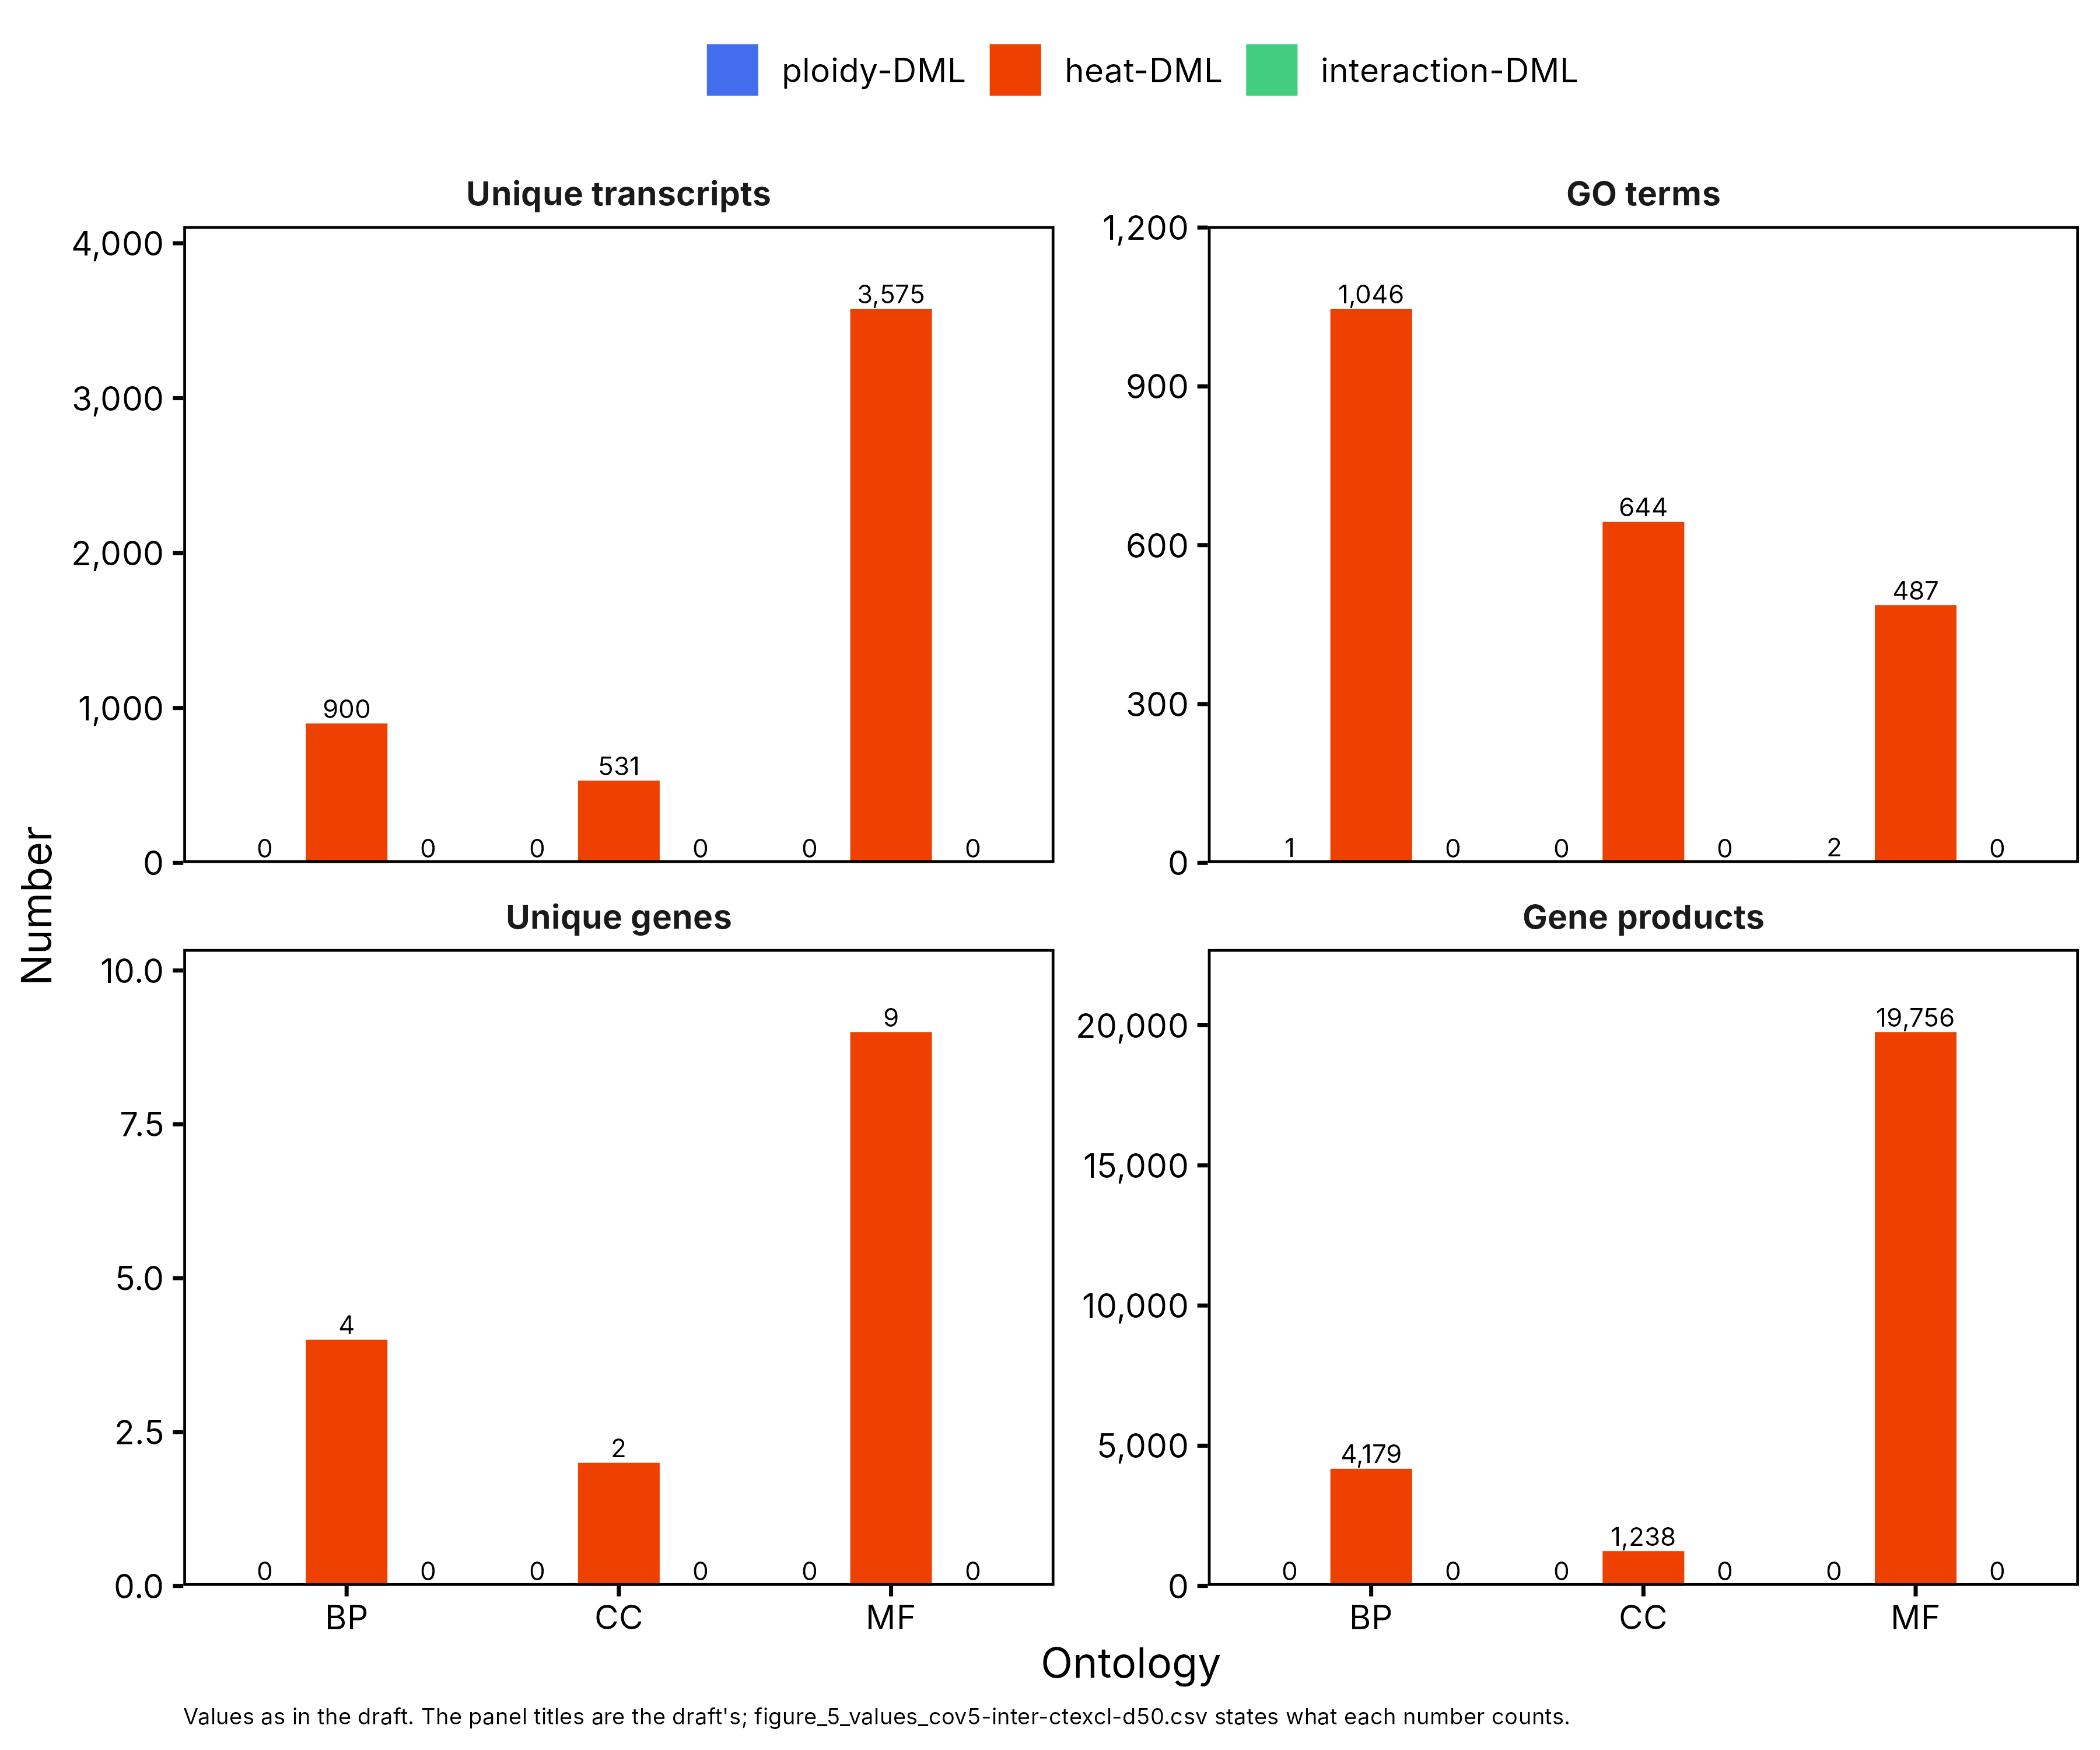 ploidy-DML heat-DML interaction-DML
Unique transcripts
4,000
3,000
2,000
1,000
0
0 900 0 0 531 0 0 3,575 0
GO terms
1,200
900
600
300
0
1 1,046 0 0 644 0 2 487 0
Number
Unique genes
10.0
7.5
5.0
2.5
0.0
0 4 0 0 2 0 0 9 0
BP CC MF
Gene products
20,000
15,000
10,000
5,000
0
0 4,179 0 0 1,238 0 0 19,756 0
BP CC MF
Ontology
Values as in the draft. The panel titles are the draft's; figure_5_values_cov5-inter-ctexcl-d50.csv states what each number counts.